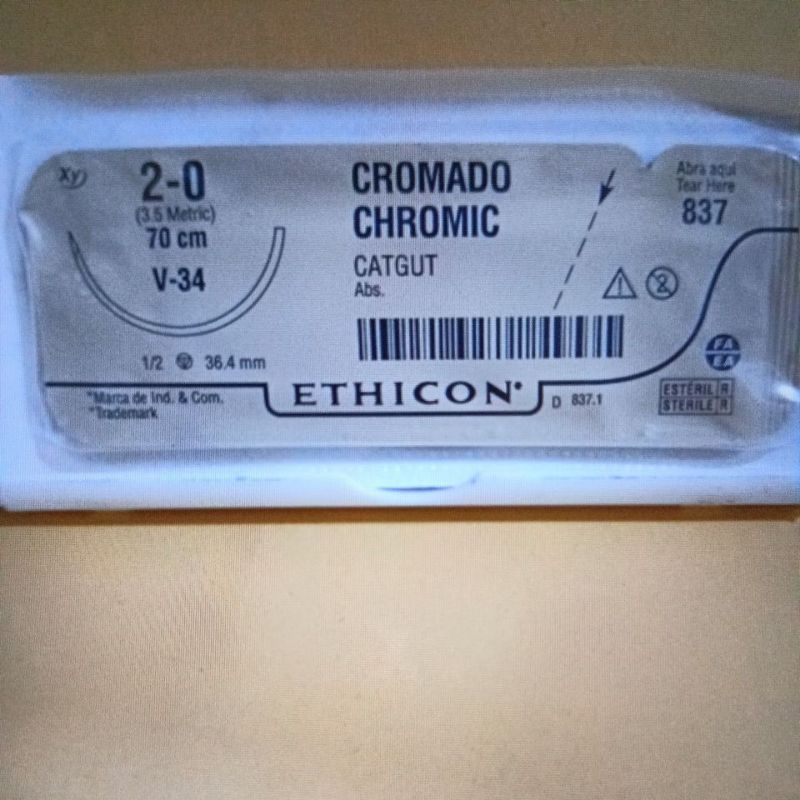 2-0
(3.5 Metric)
70 cm
V-34
1/2 36.4 mm
CROMADO
CHROMIC
CATGUT
Abs.
Abra aqui
Tear Here
837
*Marca de Ind. & Com.
*Trademark
ETHICON*
D 837.1
ESTÉRIL R
STERILE R